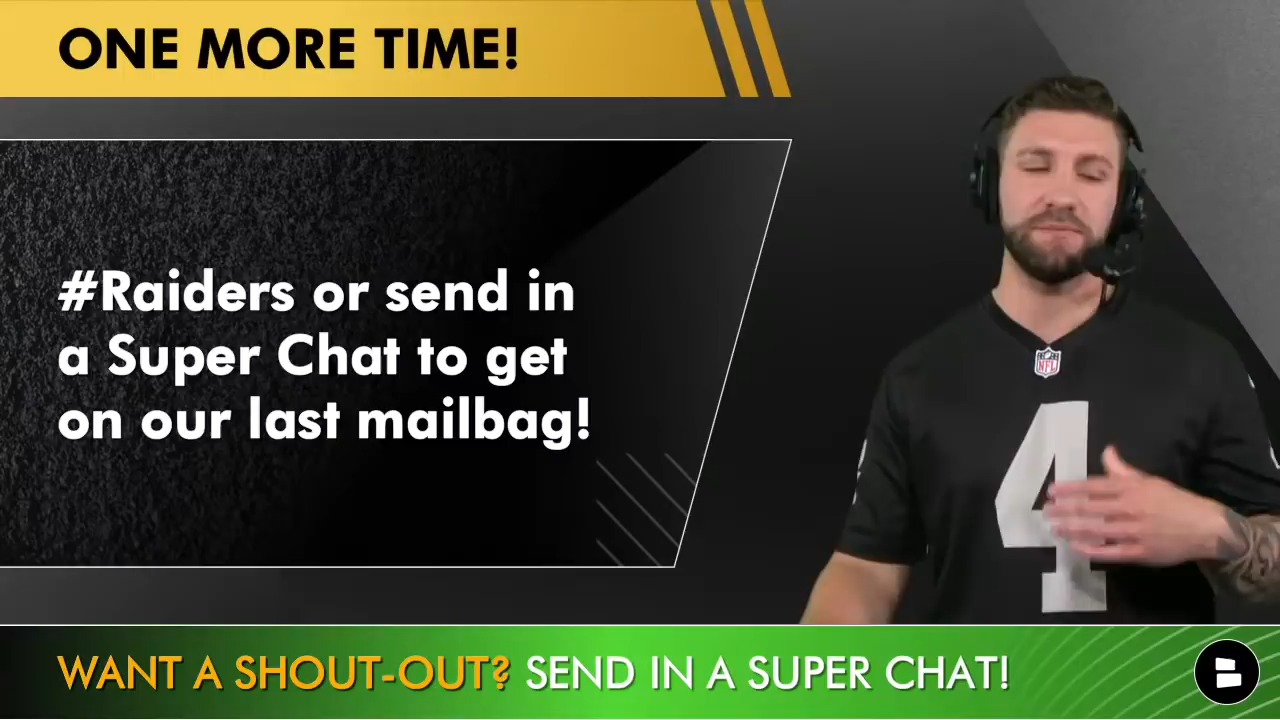 ONE MORE TIME!
#Raiders or send in
a Super Chat to get
on our last mailbag!
NFL
4
WANT A SHOUT-OUT? SEND IN A SUPER CHAT!